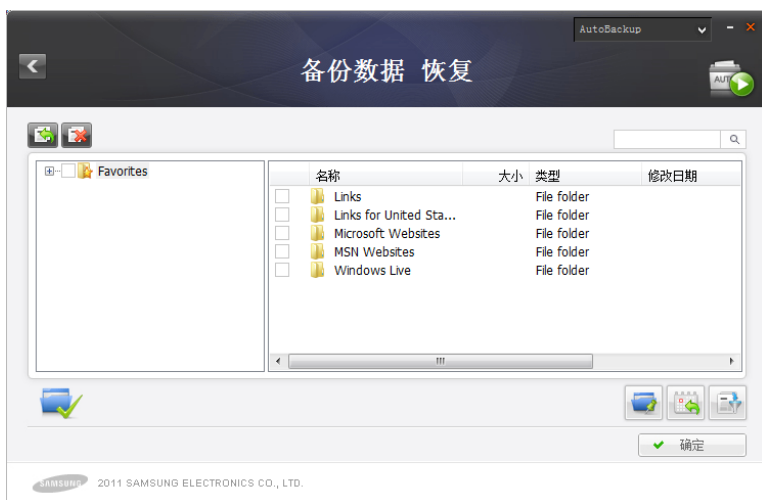 AutoBackup
备份数据 恢复
AUT
Favorites
名称 大小 类型 修改日期
Links File folder
Links for United Sta... File folder
Microsoft Websites File folder
MSN Websites File folder
Windows Live File folder
确定
SAMSUNG 2011 SAMSUNG ELECTRONICS CO., LTD.